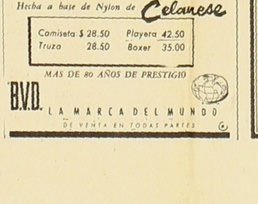 Hecha a base de Nylon de Celanese
Camiseta $ 28.50 Playera 42.50
Truza 28.50 Boxer 35.00
MAS DE 80 AÑOS DE PRESTIGIO
B.V.D. LA MARCA DEL MUNDO
DE VENTA EN TODAS PARTES